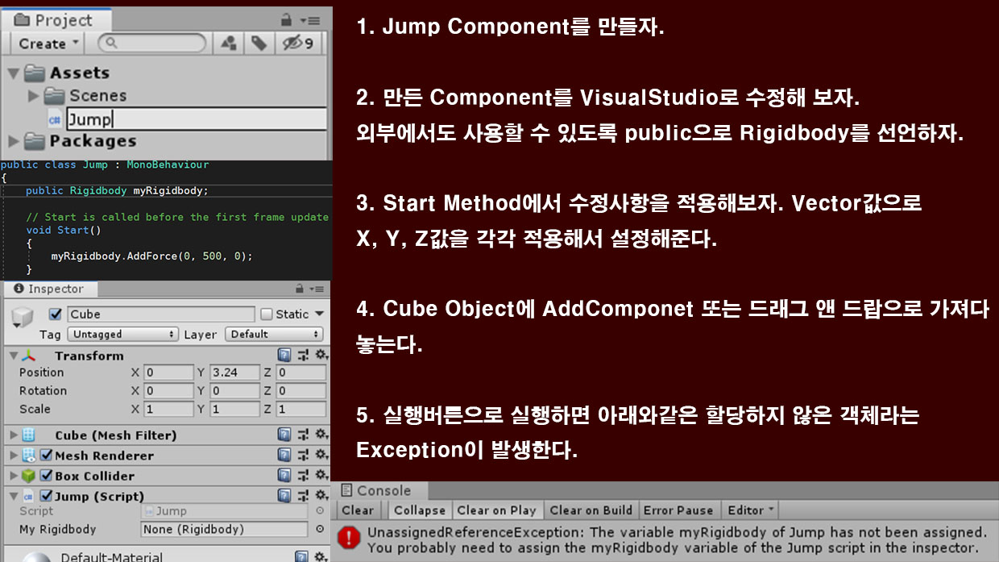 Project
Create
9
Assets
Scenes
Jump
Packages
public class Jump : MonoBehaviour
{
public Rigidbody myRigidbody;
// Start is called before the first frame update
void Start()
{
myRigidbody.AddForce(0, 500, 0);
}
Inspector
Cube Static
Tag Untagged Layer Default
Transform
Position X 0 Y 3.24 Z 0
Rotation X 0 Y 0 Z 0
Scale X 1 Y 1 Z 1
Cube (Mesh Filter)
Mesh Renderer
Box Collider
Jump (Script)
Script Jump
My Rigidbody None (Rigidbody)
Default-Material
1. Jump Component를 만들자.
2. 만든 Component를 VisualStudio로 수정해 보자.
외부에서도 사용할 수 있도록 public으로 Rigidbody를 선언하자.
3. Start Method에서 수정사항을 적용해보자. Vector값으로
X, Y, Z값을 각각 적용해서 설정해준다.
4. Cube Object에 AddComponet 또는 드래그 앤 드랍으로 가져다
놓는다.
5. 실행버튼으로 실행하면 아래와같은 할당하지 않은 객체라는
Exception이 발생한다.
Console
Clear Collapse Clear on Play Clear on Build Error Pause Editor
UnassignedReferenceException: The variable myRigidbody of Jump has not been assigned.
You probably need to assign the myRigidbody variable of the Jump script in the inspector.